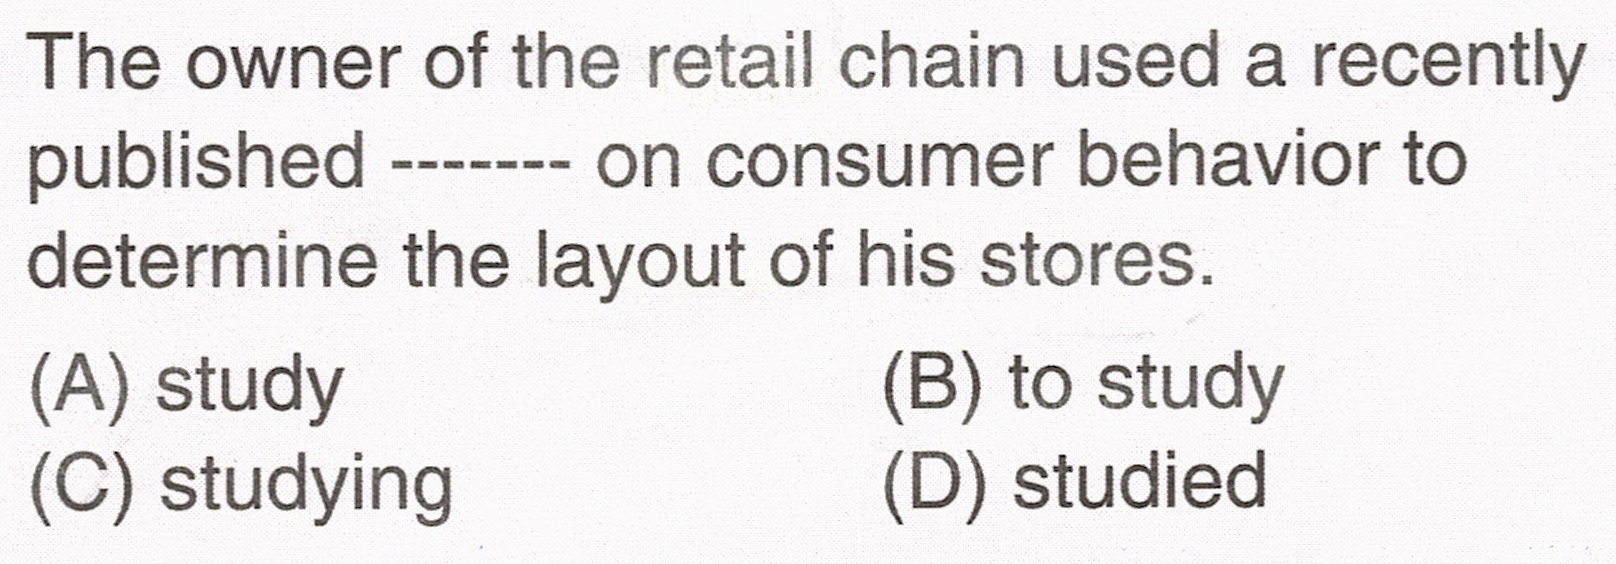 The owner of the retail chain used a recently
published ------- on consumer behavior to
determine the layout of his stores.
(A) study (B) to study
(C) studying (D) studied